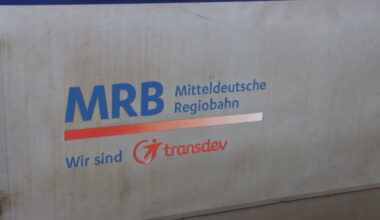 MRB Mitteldeutsche
Regiobahn
Wir sind transdev